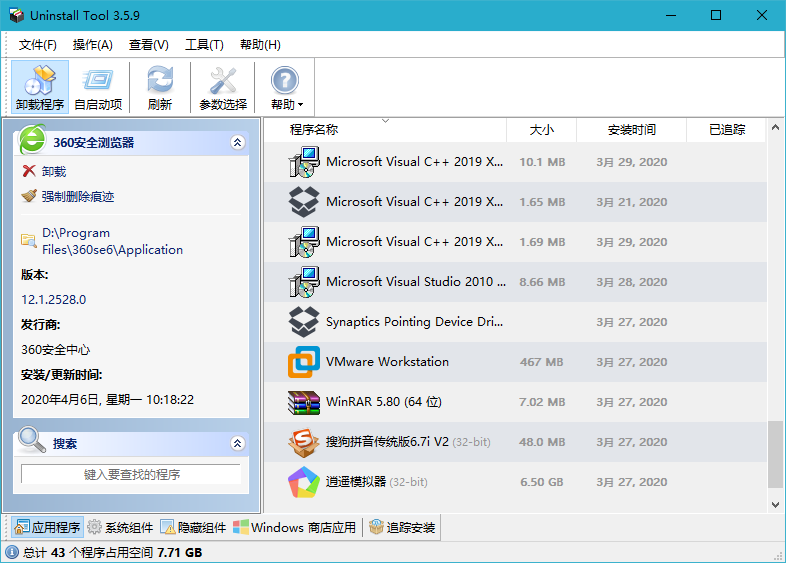 Uninstall Tool 3.5.9
文件(F) 操作(A) 查看(V) 工具(T) 帮助(H)
卸载程序 自启动项 刷新 参数选择 帮助
360安全浏览器
卸载
强制删除痕迹
D:\Program
Files\360se6\Application
版本:
12.1.2528.0
发行商:
360安全中心
安装/更新时间:
2020年4月6日, 星期一 10:18:22
搜索
键入要查找的程序
程序名称 大小 安装时间 已追踪
Microsoft Visual C++ 2019 X... 10.1 MB 3月 29, 2020
Microsoft Visual C++ 2019 X... 1.65 MB 3月 21, 2020
Microsoft Visual C++ 2019 X... 1.69 MB 3月 29, 2020
Microsoft Visual Studio 2010 ... 8.66 MB 3月 28, 2020
Synaptics Pointing Device Dri... 3月 27, 2020
VMware Workstation 467 MB 3月 27, 2020
WinRAR 5.80 (64 位) 7.02 MB 3月 27, 2020
搜狗拼音传统版6.7i V2 (32-bit) 48.0 MB 3月 27, 2020
逍遥模拟器 (32-bit) 6.50 GB 3月 27, 2020
应用程序 系统组件 隐藏组件 Windows 商店应用 追踪安装
总计 43 个程序占用空间 7.71 GB